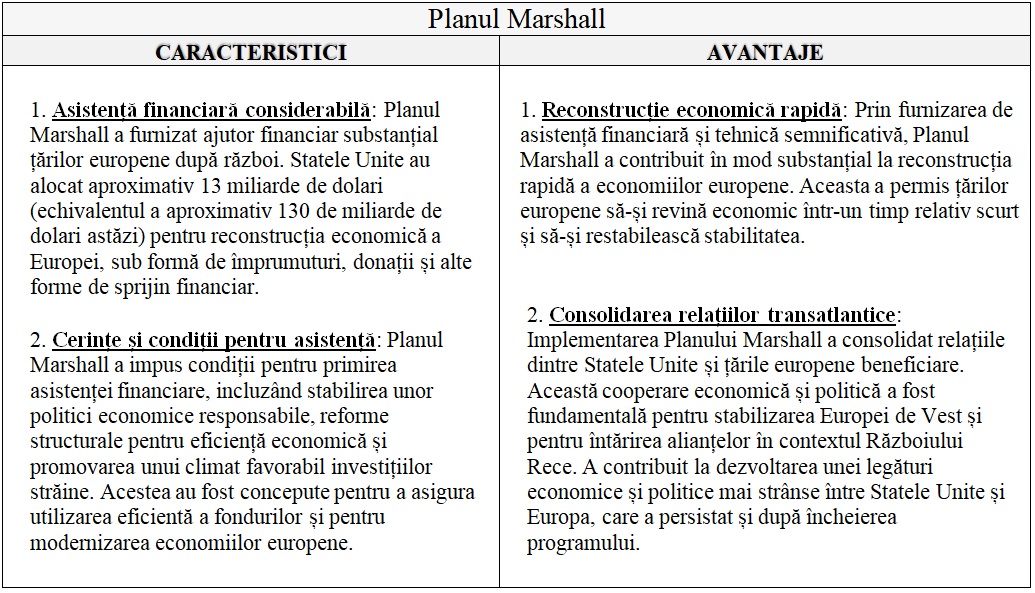 Planul Marshall
CARACTERISTICI
AVANTAJE
1. Asistență financiară considerabilă: Planul
Marshall a furnizat ajutor financiar substanțial
țărilor europene după război. Statele Unite au
alocat aproximativ 13 miliarde de dolari
(echivalentul a aproximativ 130 de miliarde de
dolari astăzi) pentru reconstrucția economică a
Europei, sub formă de împrumuturi, donații și alte
forme de sprijin financiar.
2. Cerințe și condiții pentru asistență: Planul
Marshall a impus condiții pentru primirea
asistenței financiare, incluzând stabilirea unor
politici economice responsabile, reforme
structurale pentru eficiență economică și
promovarea unui climat favorabil investițiilor
străine. Acestea au fost concepute pentru a asigura
utilizarea eficientă a fondurilor și pentru
modernizarea economiilor europene.
1. Reconstrucție economică rapidă: Prin furnizarea de
asistență financiară și tehnică semnificativă, Planul
Marshall a contribuit în mod substanțial la reconstrucția
rapidă a economiilor europene. Aceasta a permis țărilor
europene să-și revină economic într-un timp relativ scurt
și să-și restabilească stabilitatea.
2. Consolidarea relațiilor transatlantice:
Implementarea Planului Marshall a consolidat relațiile
dintre Statele Unite și țările europene beneficiare.
Această cooperare economică și politică a fost
fundamentală pentru stabilizarea Europei de Vest și
pentru întărirea alianțelor în contextul Războiului
Rece. A contribuit la dezvoltarea unei legături
economice și politice mai strânse între Statele Unite și
Europa, care a persistat și după încheierea
programului.